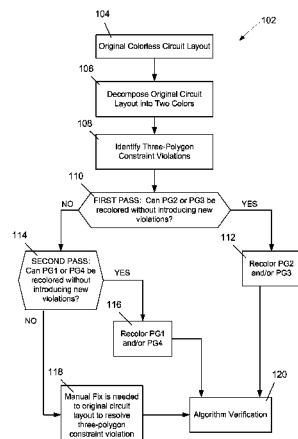 104
102
Original Colorless Circuit Layout
106
Decompose Original Circuit
Layout into Two Colors
108
Identify Three-Polygon
Constraint Violations
110
FIRST PASS: Can PG2 or PG3 be
recolored without introducing new
violations?
NO
YES
114
SECOND PASS:
Can PG1 or PG4 be
recolored without
introducing new
violations?
112
Recolor PG2
and/or PG3
YES
116
Recolor PG1
and/or PG4
NO
118
Manual Fix is needed
to original circuit
layout to resolve
three-polygon
constraint violation
120
Algorithm Verification